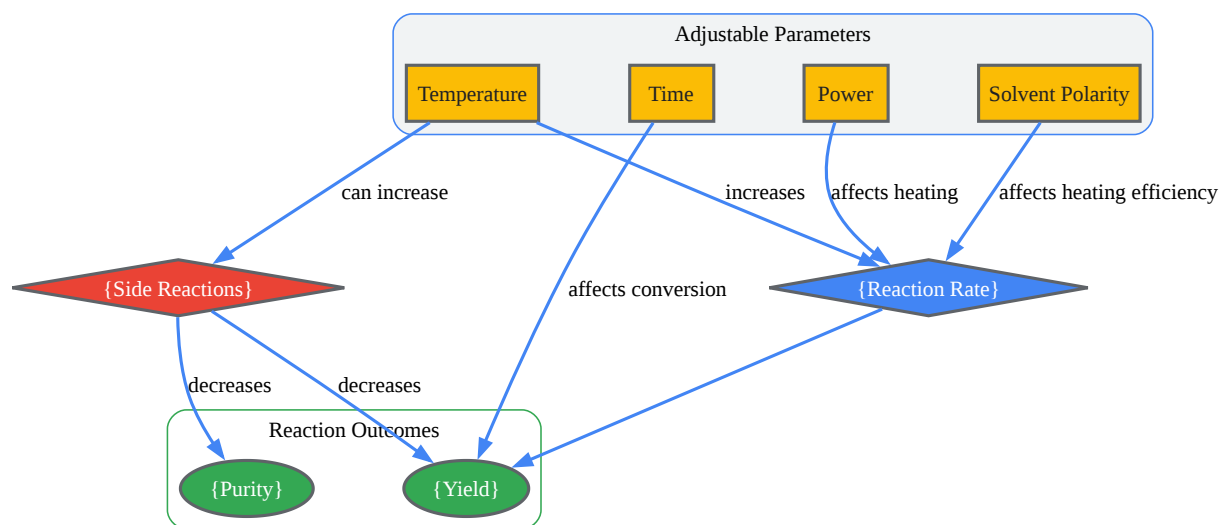 Adjustable Parameters
Temperature
Time
Power
Solvent Polarity
can increase
increases
affects heating
affects heating efficiency
{Side Reactions}
affects conversion
{Reaction Rate}
decreases
decreases
Reaction Outcomes
{Purity}
{Yield}